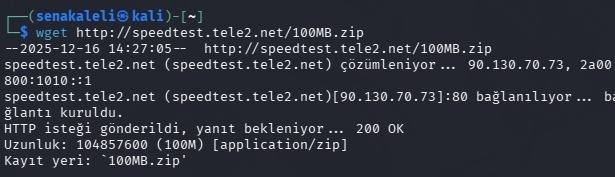 ┌──(senakaleli㉿kali)-[~]
└─$ wget http://speedtest.tele2.net/100MB.zip
--2025-12-16 14:27:05--  http://speedtest.tele2.net/100MB.zip
speedtest.tele2.net (speedtest.tele2.net) çözümleniyor... 90.130.70.73, 2a00
800:1010::1
speedtest.tele2.net (speedtest.tele2.net)[90.130.70.73]:80 bağlanılıyor... ba
ğlantı kuruldu.
HTTP isteği gönderildi, yanıt bekleniyor... 200 OK
Uzunluk: 104857600 (100M) [application/zip]
Kayıt yeri: `100MB.zip'